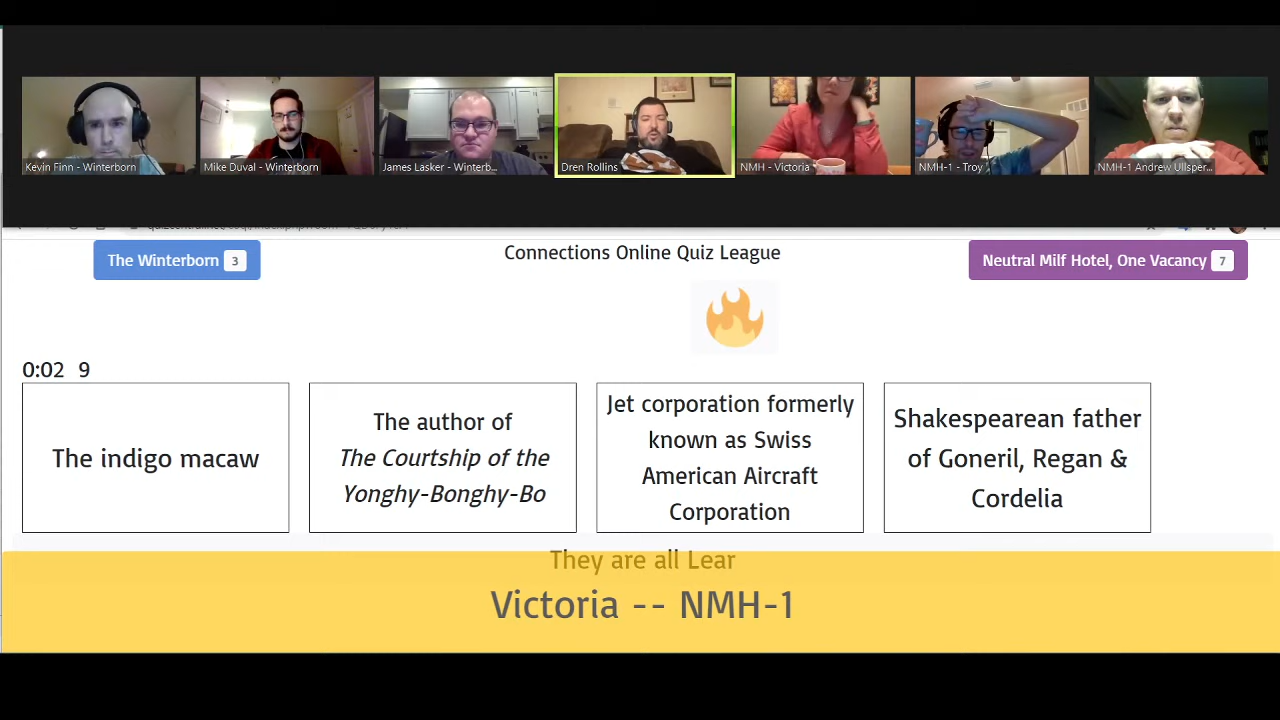 Kevin Finn - Winterborn
Mike Duval - Winterborn
James Lasker - Winterb...
Dren Rollins
NMH - Victoria
NMH-1 - Troy
NMH-1 Andrew Ullsper...
The Winterborn 3
Connections Online Quiz League
Neutral Milf Hotel, One Vacancy 7
0:02 9
The indigo macaw
The author of
The Courtship of the
Yonghy-Bonghy-Bo
Jet corporation formerly
known as Swiss
American Aircraft
Corporation
Shakespearean father
of Goneril, Regan &
Cordelia
They are all Lear
Victoria -- NMH-1